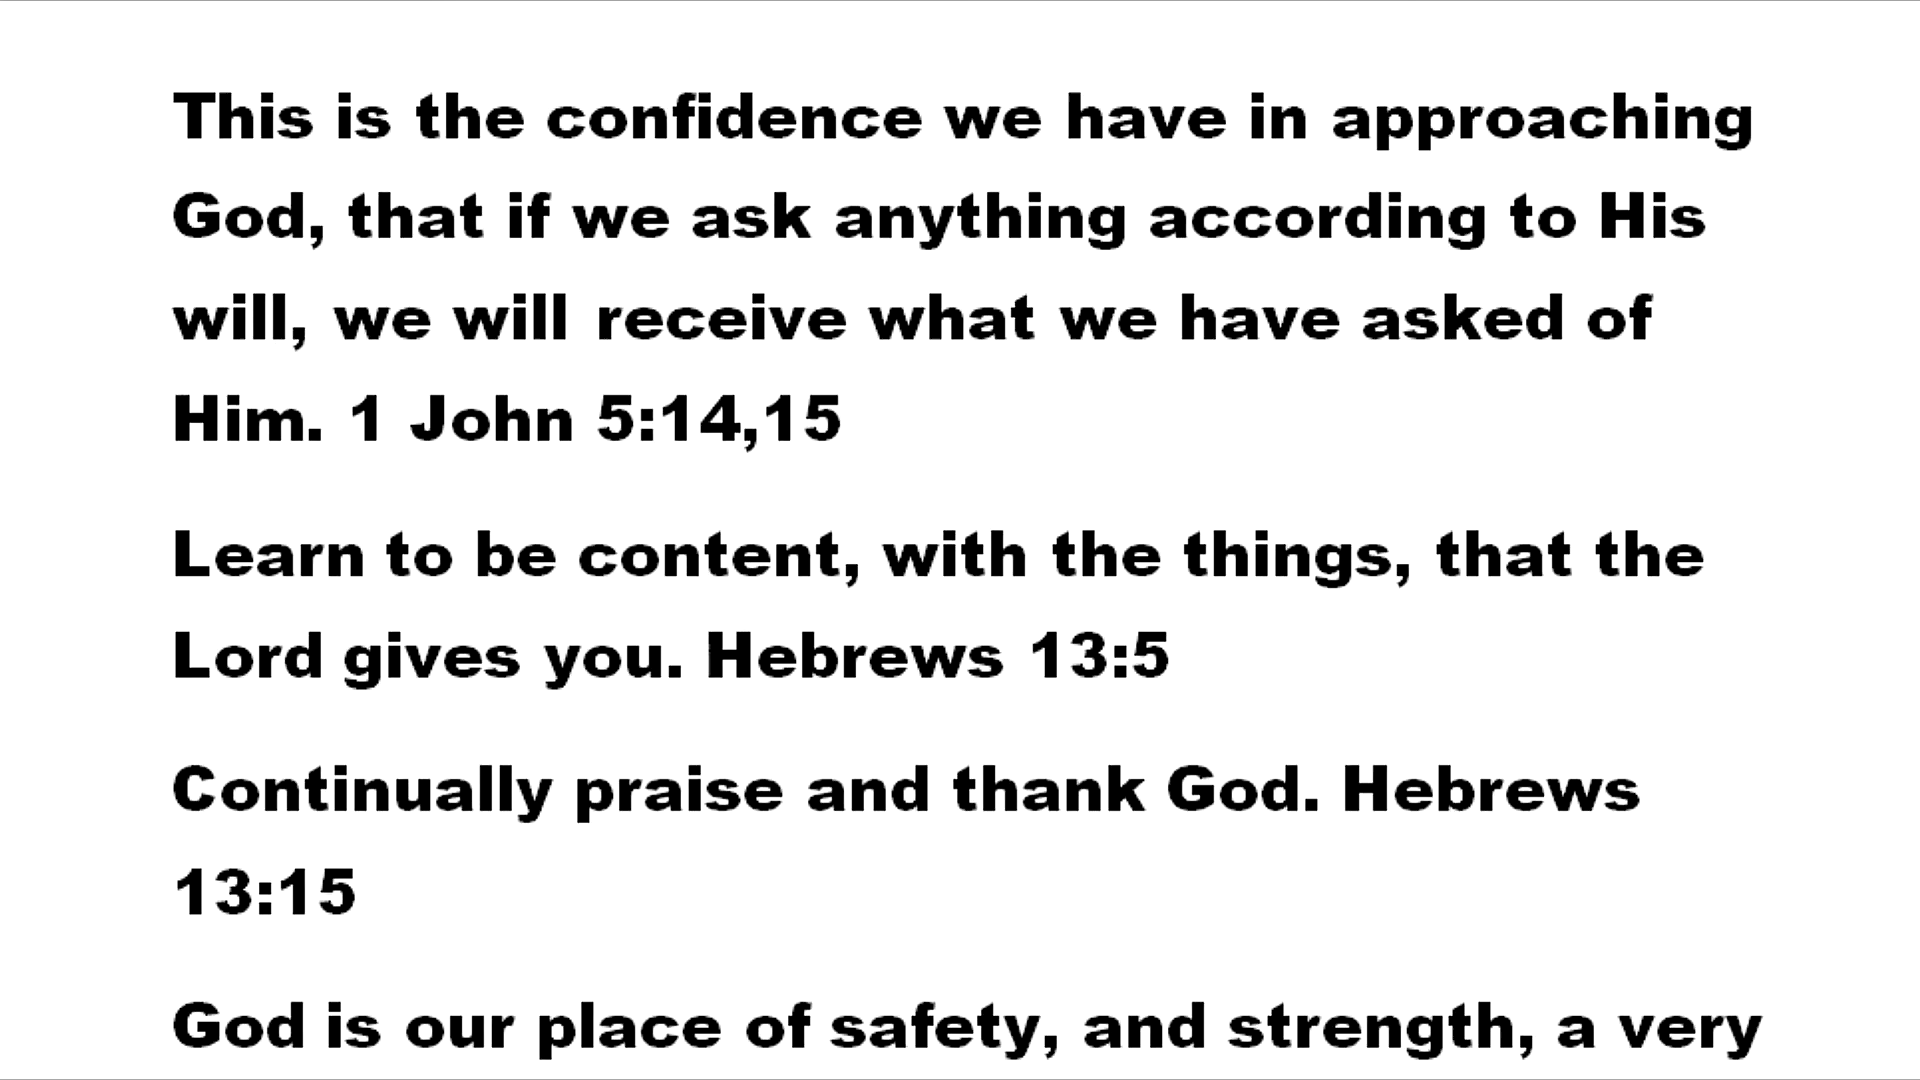 This is the confidence we have in approaching
God, that if we ask anything according to His
will, we will receive what we have asked of
Him. 1 John 5:14,15
Learn to be content, with the things, that the
Lord gives you. Hebrews 13:5
Continually praise and thank God. Hebrews
13:15
God is our place of safety, and strength, a very